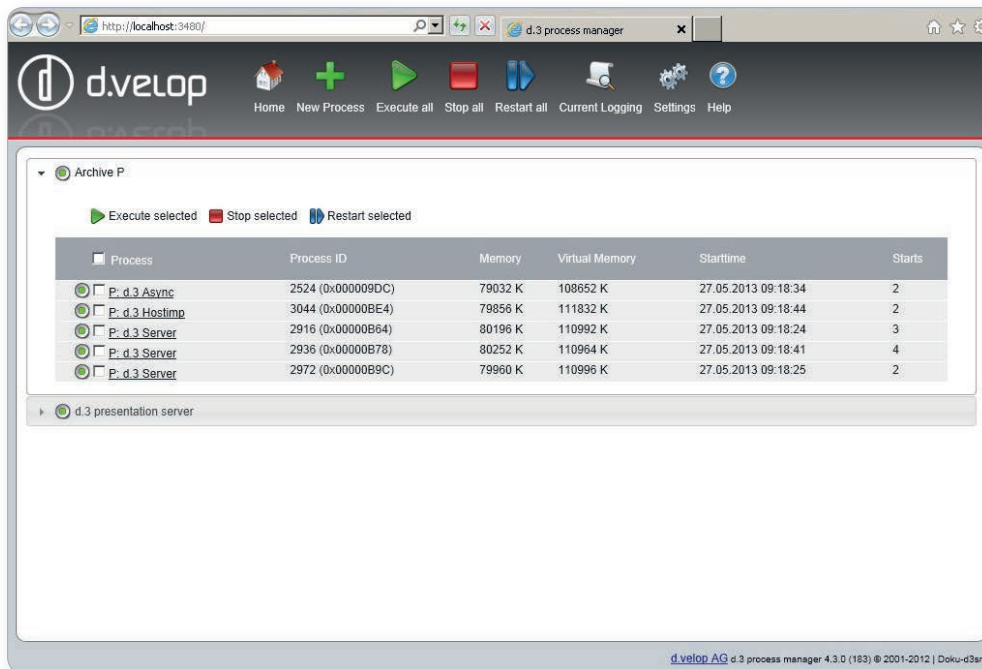 http://localhost:3480/
d.3 process manager
d.velop
Home New Process Execute all Stop all Restart all Current Logging Settings Help
Archive P
Execute selected Stop selected Restart selected
Process Process ID Memory Virtual Memory Starttime Starts
P: d.3 Async 2524 (0x000009DC) 79032 K 108652 K 27.05.2013 09:18:34 2
P: d.3 Hostimp 3044 (0x00000BE4) 79856 K 111832 K 27.05.2013 09:18:44 2
P: d.3 Server 2916 (0x00000B64) 80196 K 110992 K 27.05.2013 09:18:24 3
P: d.3 Server 2936 (0x00000B78) 80252 K 110964 K 27.05.2013 09:18:41 4
P: d.3 Server 2972 (0x00000B9C) 79960 K 110996 K 27.05.2013 09:18:25 2
d.3 presentation server
d.velop AG d.3 process manager 4.3.0 (183) © 2001-2012 | Doku-d3sr